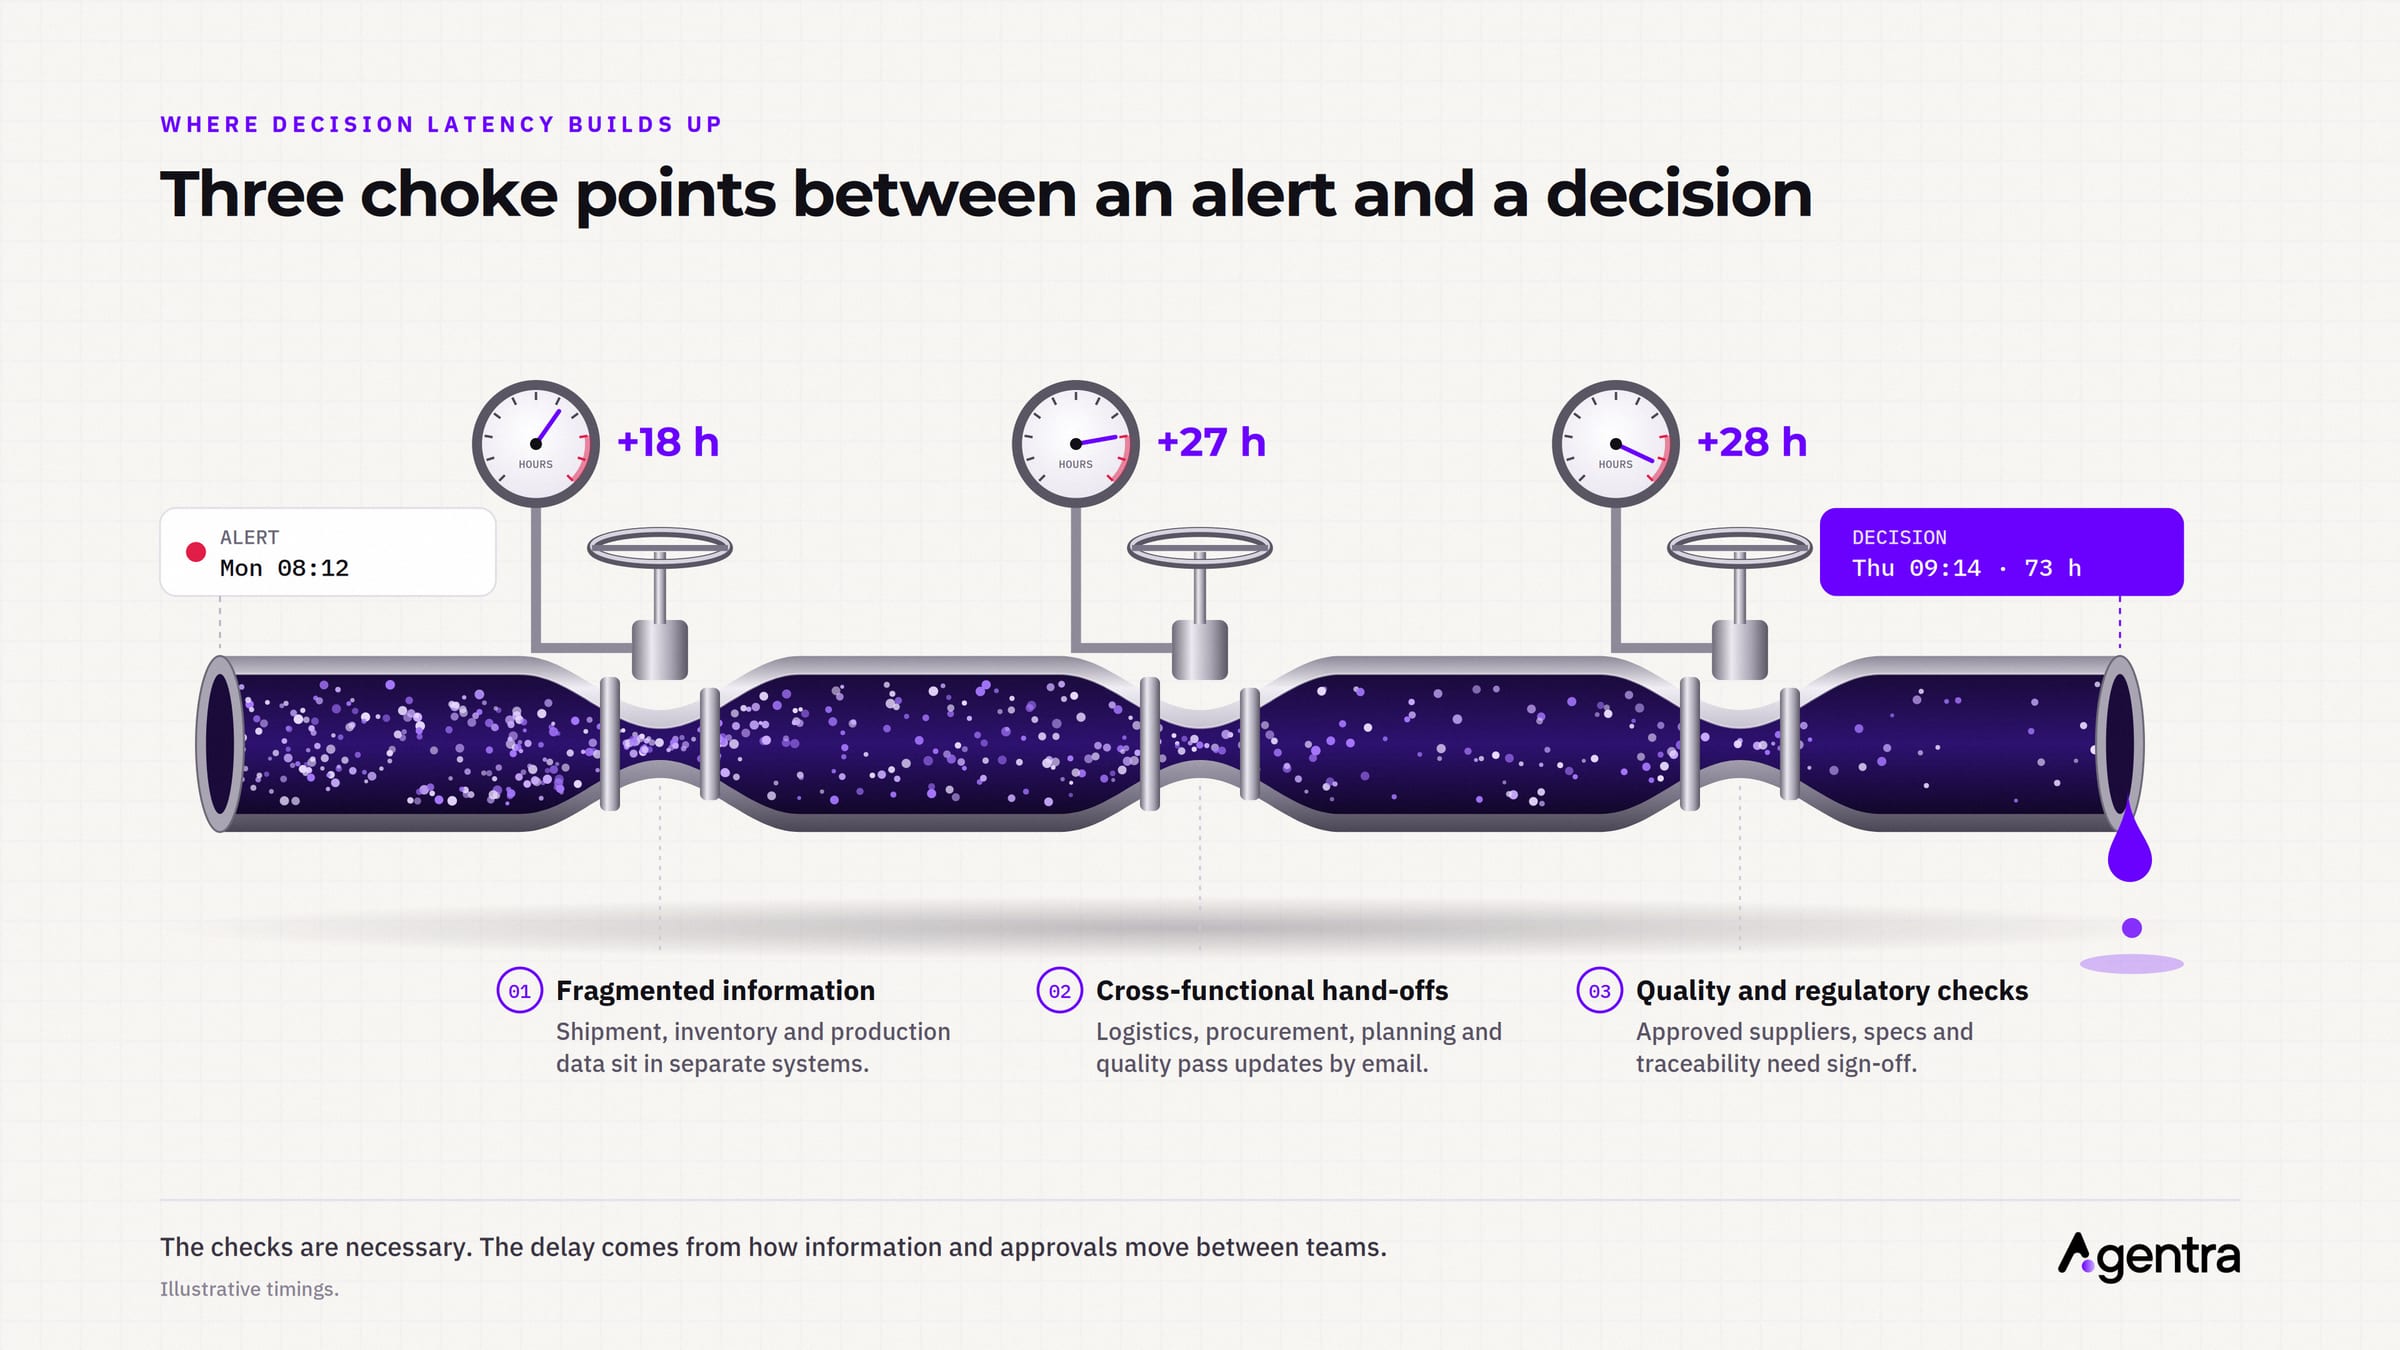 WHERE DECISION LATENCY BUILDS UP
Three choke points between an alert and a decision
HOURS
+18 h
HOURS
+27 h
HOURS
+28 h
ALERT
Mon 08:12
DECISION
Thu 09:14 · 73 h
01 Fragmented information
Shipment, inventory and production
data sit in separate systems.
02 Cross-functional hand-offs
Logistics, procurement, planning and
quality pass updates by email.
03 Quality and regulatory checks
Approved suppliers, specs and
traceability need sign-off.
The checks are necessary. The delay comes from how information and approvals move between teams.
Illustrative timings.
Agentra